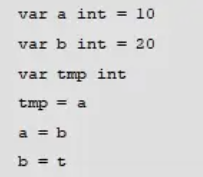 var a int = 10
var b int = 20
var tmp int
tmp = a
a = b
b = t